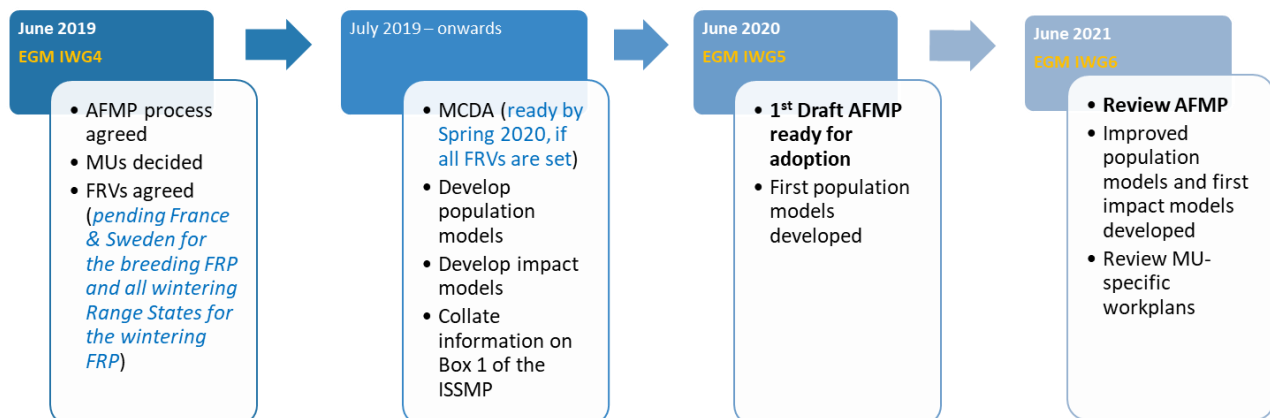 June 2019
EGM IWG4
• AFMP process
agreed
• MUs decided
• FRVs agreed
(pending France
& Sweden for
the breeding FRP
and all wintering
Range States for
the wintering
FRP)
July 2019 – onwards
• MCDA (ready by
Spring 2020, if
all FRVs are set)
• Develop
population
models
• Develop impact
models
• Collate
information on
Box 1 of the
ISSMP
June 2020
EGM IWG5
• 1st Draft AFMP
ready for
adoption
• First population
models
developed
June 2021
EGM IWG6
• Review AFMP
• Improved
population
models and first
impact models
developed
• Review MU-
specific
workplans